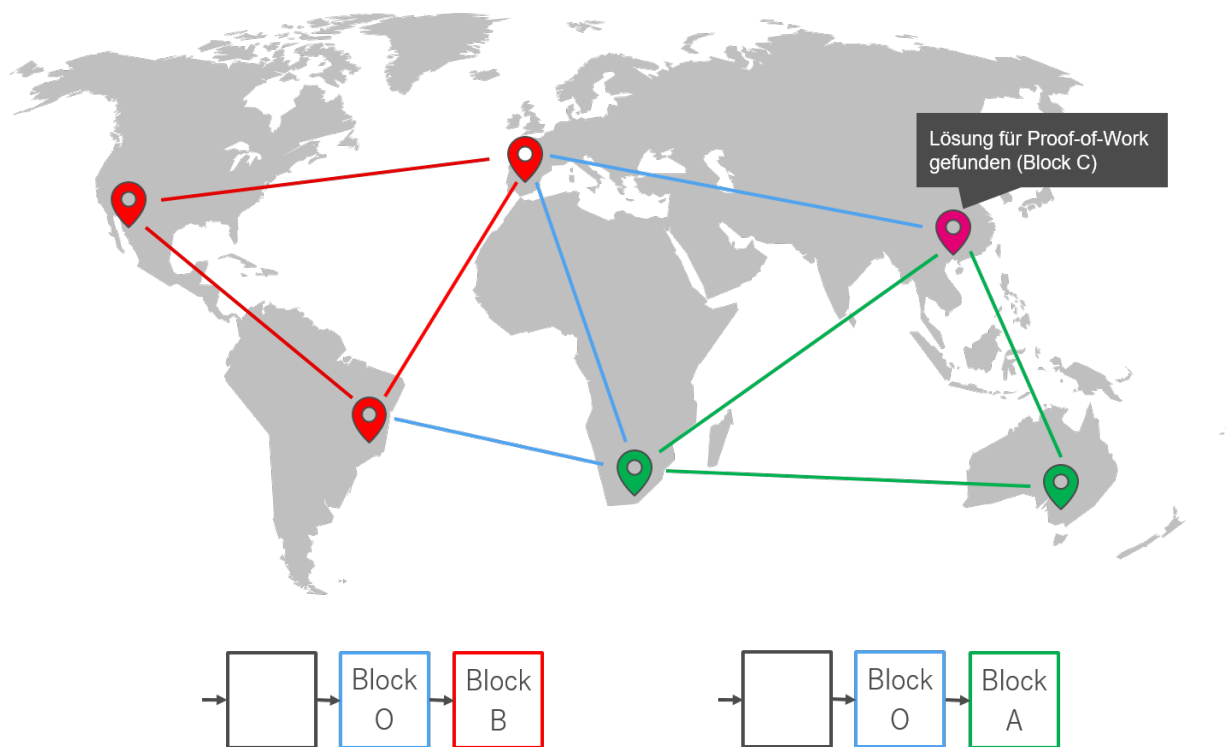 Lösung für Proof-of-Work
gefunden (Block C)
Block
O
Block
B
Block
O
Block
A